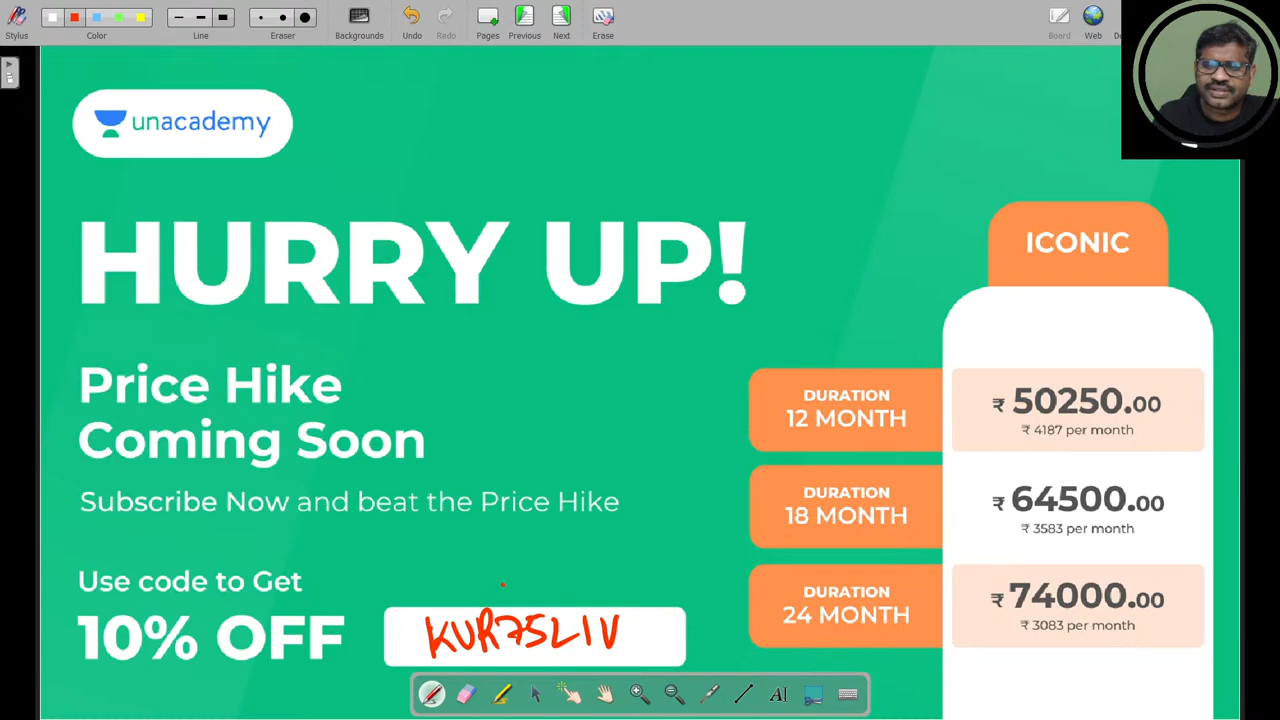 Stylus
Color
Line
Eraser
Backgrounds
Undo
Redo
Pages
Previous
Next
Erase
Board
Web
unacademy
HURRY UP!
Price Hike
Coming Soon
Subscribe Now and beat the Price Hike
Use code to Get
10% OFF
KUR75LIV
ICONIC
DURATION
12 MONTH
₹ 50250.00
₹ 4187 per month
DURATION
18 MONTH
₹ 64500.00
₹ 3583 per month
DURATION
24 MONTH
₹ 74000.00
₹ 3083 per month